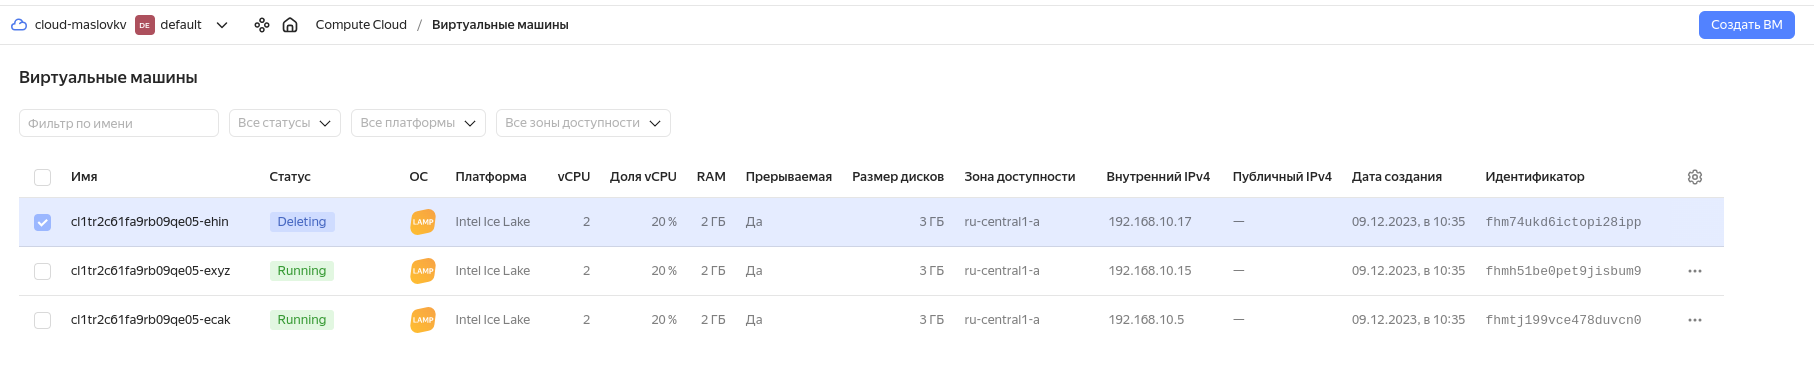 cloud-maslovkv DE default Compute Cloud / Виртуальные машины Создать ВМ
Виртуальные машины
Фильтр по имени Все статусы Все платформы Все зоны доступности
Имя Статус ОС Платформа vCPU Доля vCPU RAM Прерываемая Размер дисков Зона доступности Внутренний IPv4 Публичный IPv4 Дата создания Идентификатор
cl1tr2c61fa9rb09qe05-ehin Deleting LAMP Intel Ice Lake 2 20 % 2 ГБ Да 3 ГБ ru-central1-a 192.168.10.17 — 09.12.2023, в 10:35 fhm74ukd6ictopi28ipp
cl1tr2c61fa9rb09qe05-exyz Running LAMP Intel Ice Lake 2 20 % 2 ГБ Да 3 ГБ ru-central1-a 192.168.10.15 — 09.12.2023, в 10:35 fhmh51be0pet9jisbum9 ...
cl1tr2c61fa9rb09qe05-ecak Running LAMP Intel Ice Lake 2 20 % 2 ГБ Да 3 ГБ ru-central1-a 192.168.10.5 — 09.12.2023, в 10:35 fhmtj199vce478duvcn0 ...